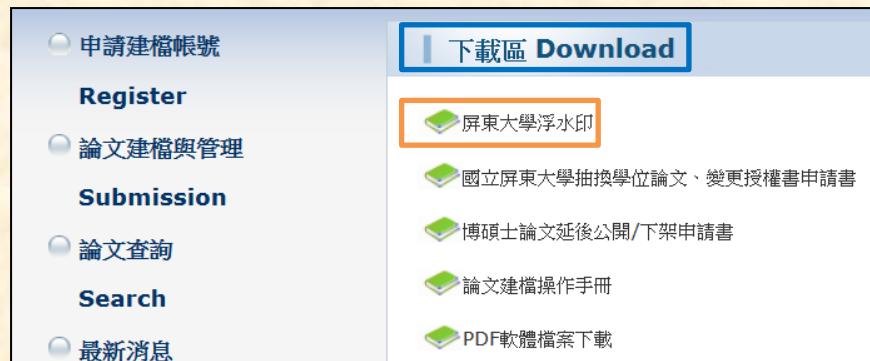 申請建檔帳號
Register
論文建檔與管理
Submission
論文查詢
Search
最新消息
下載區 Download
屏東大學浮水印
國立屏東大學抽換學位論文、變更授權書申請書
博碩士論文延後公開/下架申請書
論文建檔操作手冊
PDF軟體檔案下載